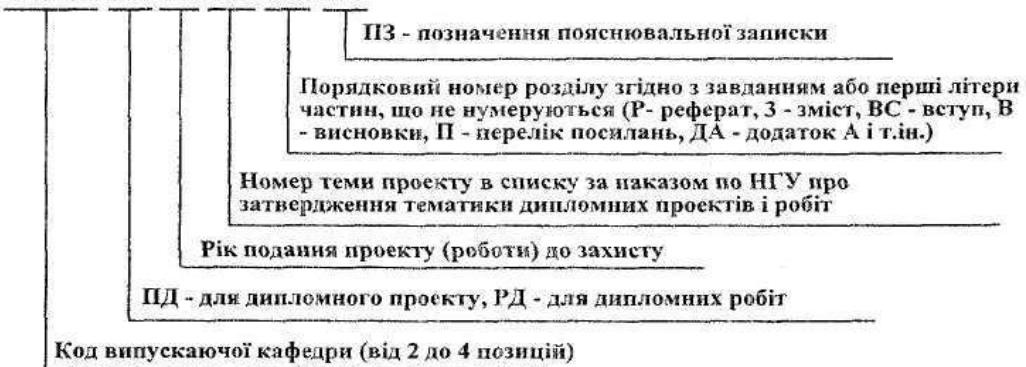 ПЗ - позначення пояснювальної записки
Порядковий номер розділу згідно з завданням або перші літери
частин, що не нумеруються (Р- реферат, З - зміст, ВС - вступ, В
- висновки, П - перелік посилань, ДА - додаток А і т.ін.)
Номер теми проекту в списку за наказом по НГУ про
затвердження тематики дипломних проектів і робіт
Рік подання проекту (роботи) до захисту
ПД - для дипломного проекту, РД - для дипломних робіт
Код випускаючої кафедри (від 2 до 4 позицій)